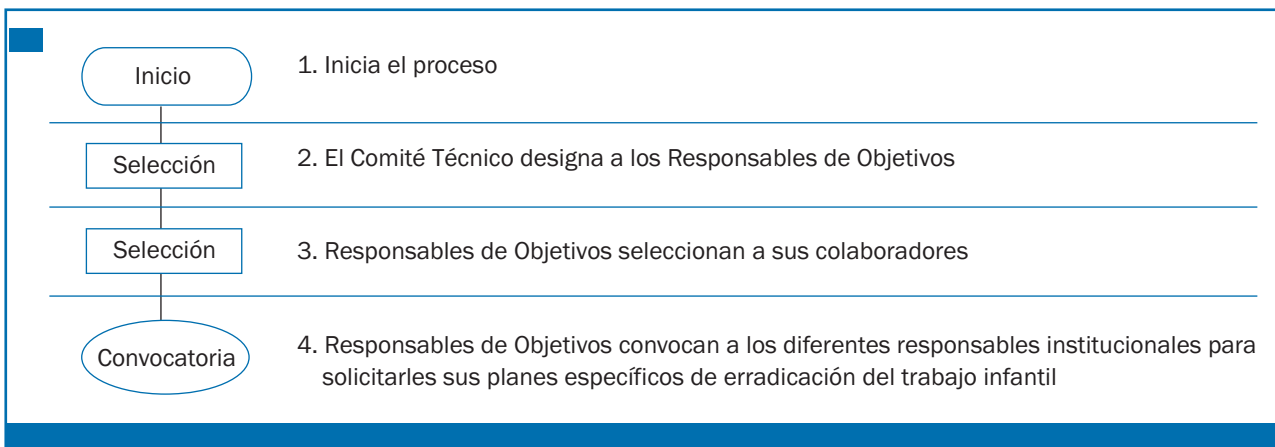 Inicio
1. Inicia el proceso
Selección
2. El Comité Técnico designa a los Responsables de Objetivos
Selección
3. Responsables de Objetivos seleccionan a sus colaboradores
Convocatoria
4. Responsables de Objetivos convocan a los diferentes responsables institucionales para
solicitarles sus planes específicos de erradicación del trabajo infantil